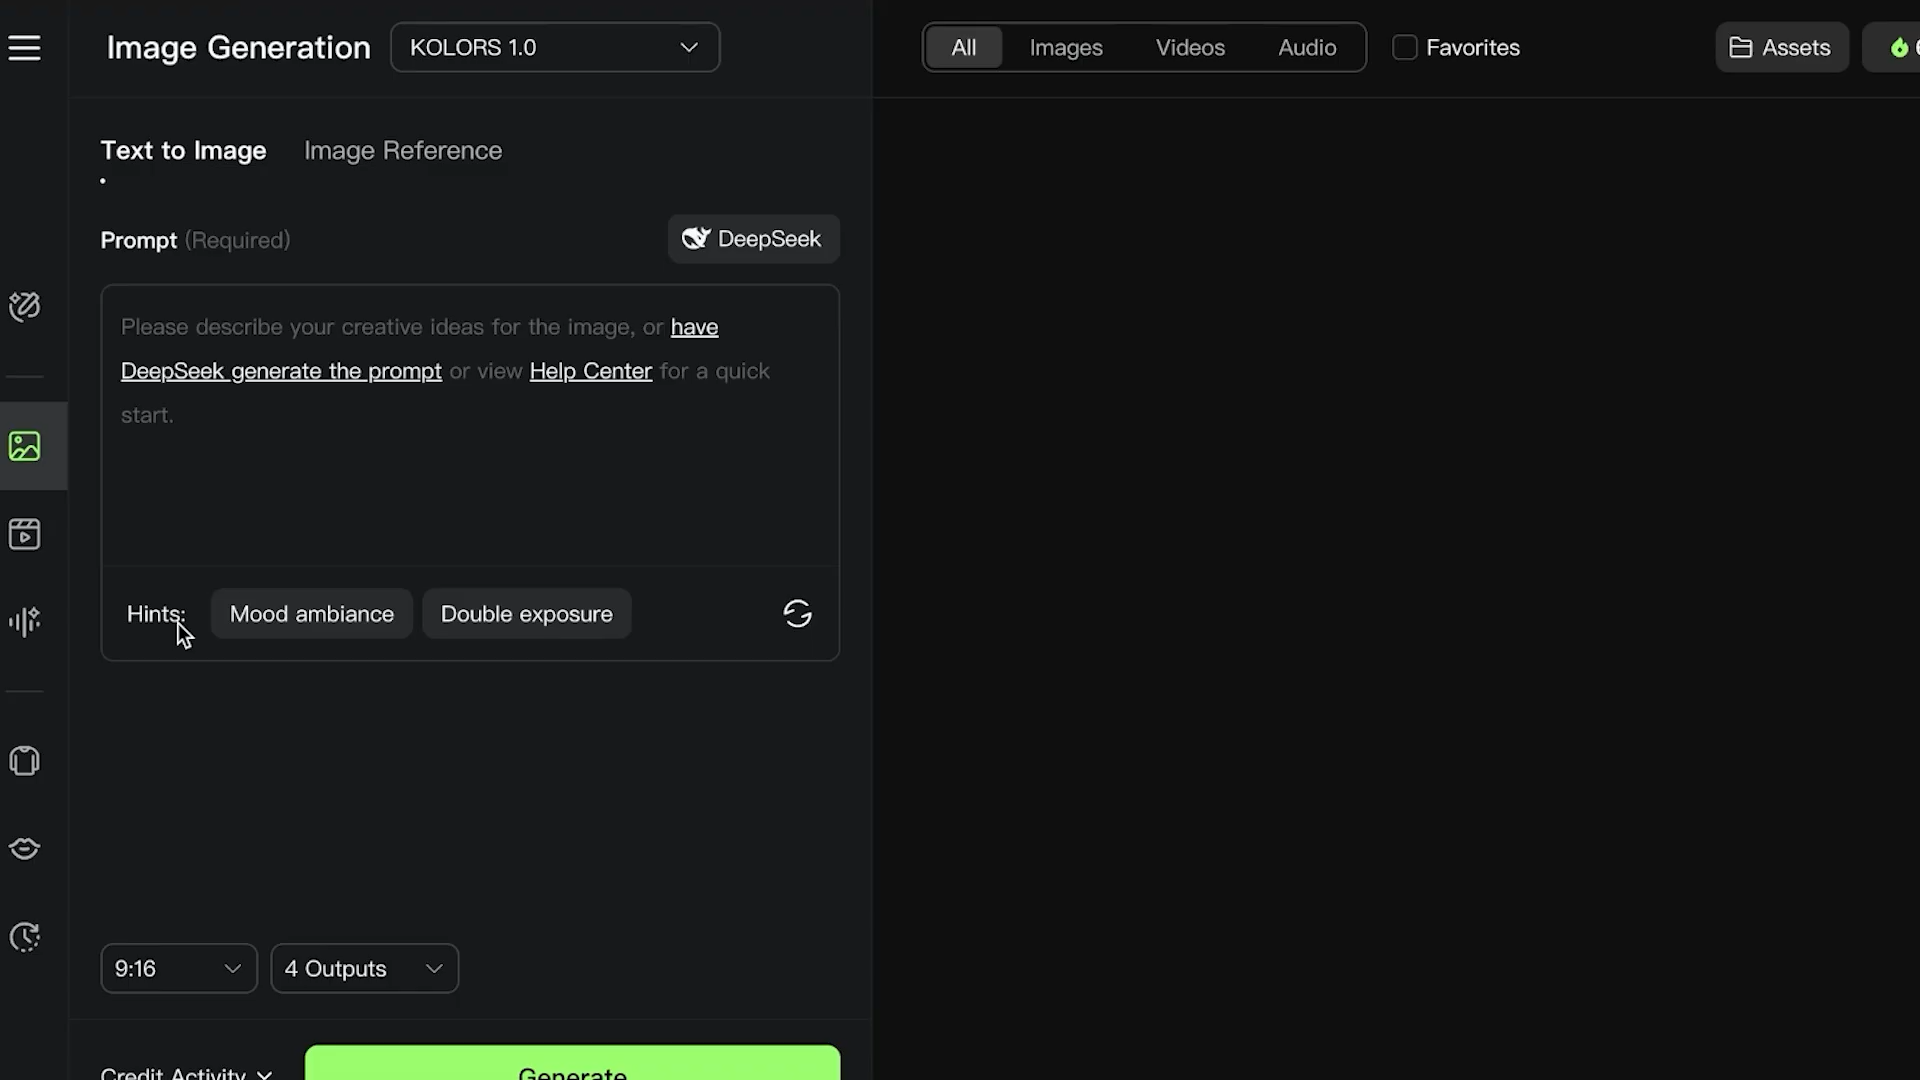 Image Generation
KOLORS 1.0
All
Images
Videos
Audio
Favorites
Assets
Text to Image
Image Reference
Prompt (Required)
DeepSeek
Please describe your creative ideas for the image, or have
DeepSeek generate the prompt or view Help Center for a quick
start.
Hints:
Mood ambiance
Double exposure
9:16
4 Outputs
Credit Activity
Generate